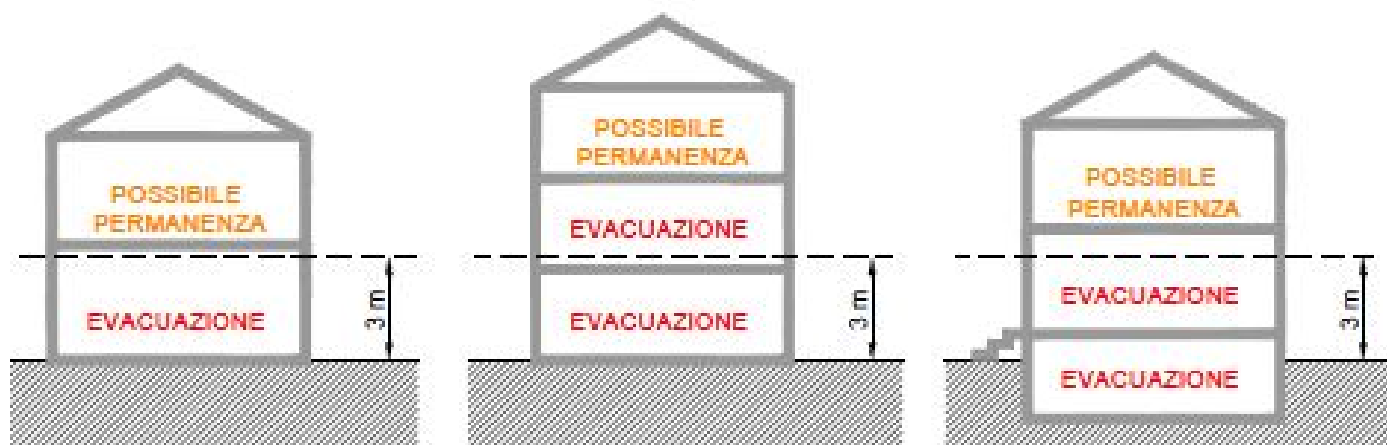 POSSIBILE
PERMANENZA
EVACUAZIONE
3 m
POSSIBILE
PERMANENZA
EVACUAZIONE
EVACUAZIONE
3 m
POSSIBILE
PERMANENZA
EVACUAZIONE
EVACUAZIONE
3 m